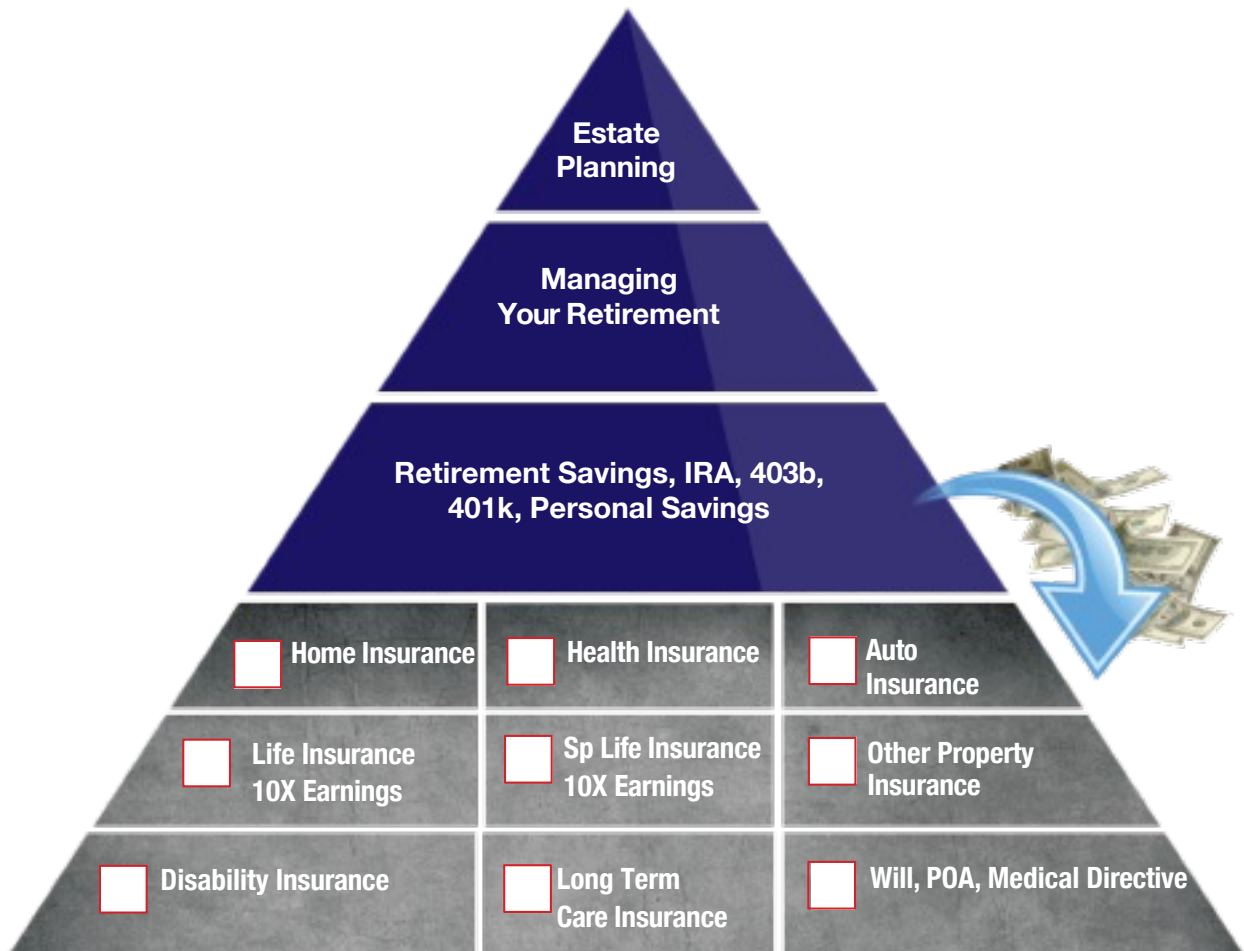 Estate
Planning
Managing
Your Retirement
Retirement Savings, IRA, 403b,
401k, Personal Savings
Home Insurance
Health Insurance
Auto
Insurance
Life Insurance
10X Earnings
Sp Life Insurance
10X Earnings
Other Property
Insurance
Disability Insurance
Long Term
Care Insurance
Will, POA, Medical Directive